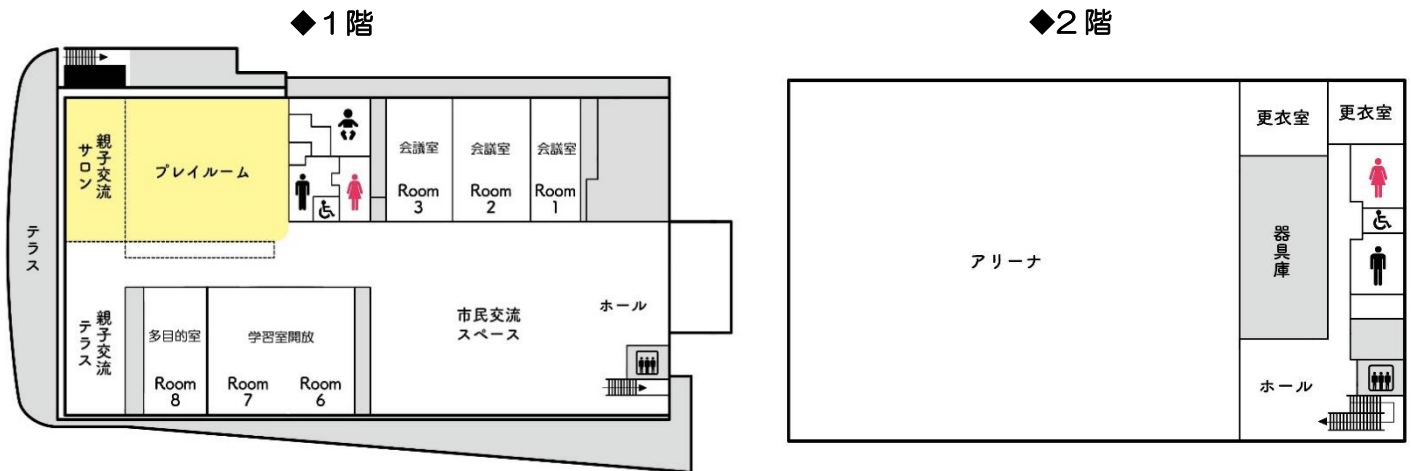 ◆1階
親子交流
サロン
プレイルーム
会議室
Room
3
会議室
Room
2
会議室
Room
1
テラス
親子交流
テラス
多目的室
Room
8
学習室開放
Room
7
Room
6
市民交流
スペース
ホール
◆2階
アリーナ
更衣室
更衣室
器具庫
ホール